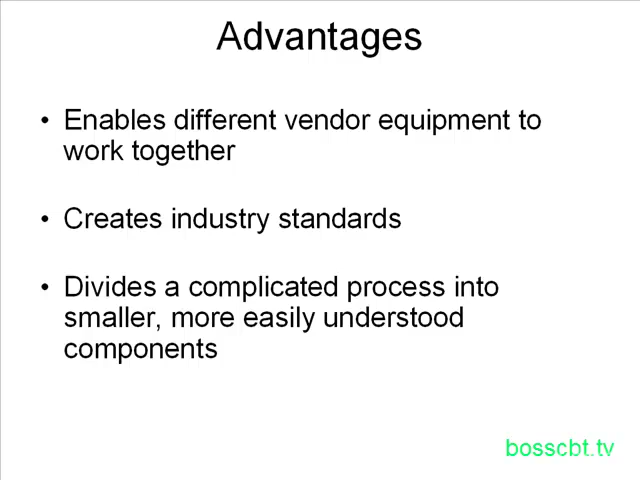 Advantages
• Enables different vendor equipment to
work together
• Creates industry standards
• Divides a complicated process into
smaller, more easily understood
components
bosscbt.tv